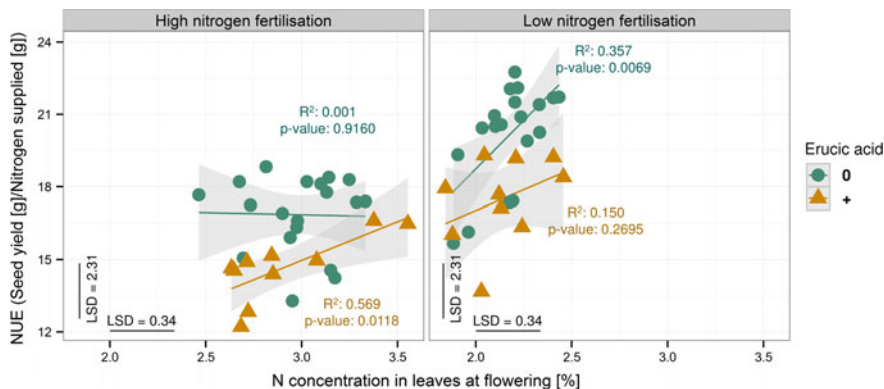 High nitrogen fertilisation
Low nitrogen fertilisation
NUE (Seed yield [g]/Nitrogen supplied [g])
24
21
18
15
12
R²: 0.001
p-value: 0.9160
R²: 0.569
p-value: 0.0118
LSD = 2.31
LSD = 0.34
R²: 0.357
p-value: 0.0069
R²: 0.150
p-value: 0.2695
LSD = 2.31
LSD = 0.34
Erucic acid
0
+
2.0 2.5 3.0 3.5 2.0 2.5 3.0 3.5
N concentration in leaves at flowering [%]